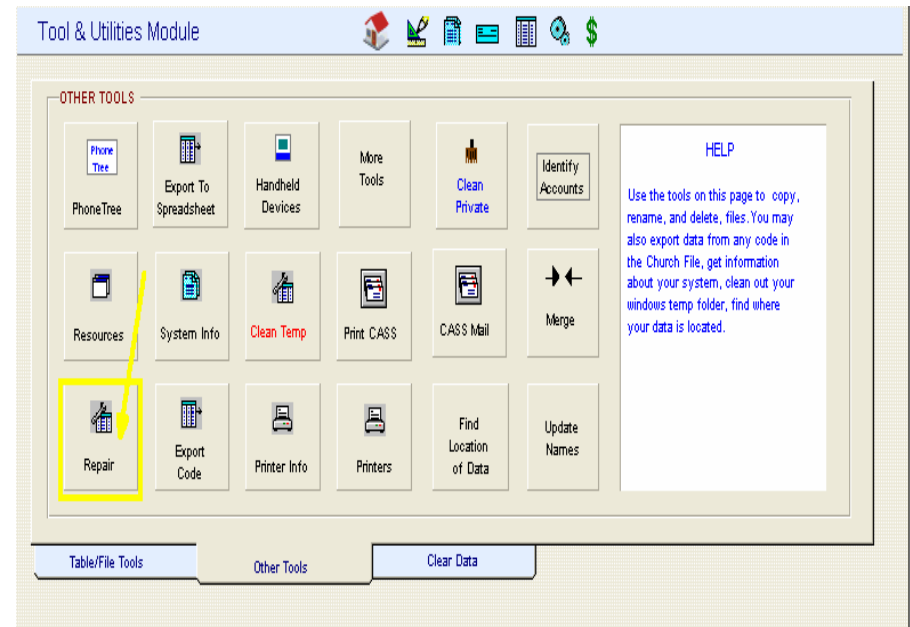 Tool & Utilities Module
OTHER TOOLS
Phone
Tree
PhoneTree
Export To
Spreadsheet
Handheld
Devices
More
Tools
Clean
Private
Identify
Accounts
Resources
System Info
Clean Temp
Print CASS
CASS Mail
Merge
Repair
Export
Code
Printer Info
Printers
Find
Location
of Data
Update
Names
HELP
Use the tools on this page to copy,
rename, and delete, files. You may
also export data from any code in
the Church File, get information
about your system, clean out your
windows temp folder, find where
your data is located.
Table/File Tools
Other Tools
Clear Data